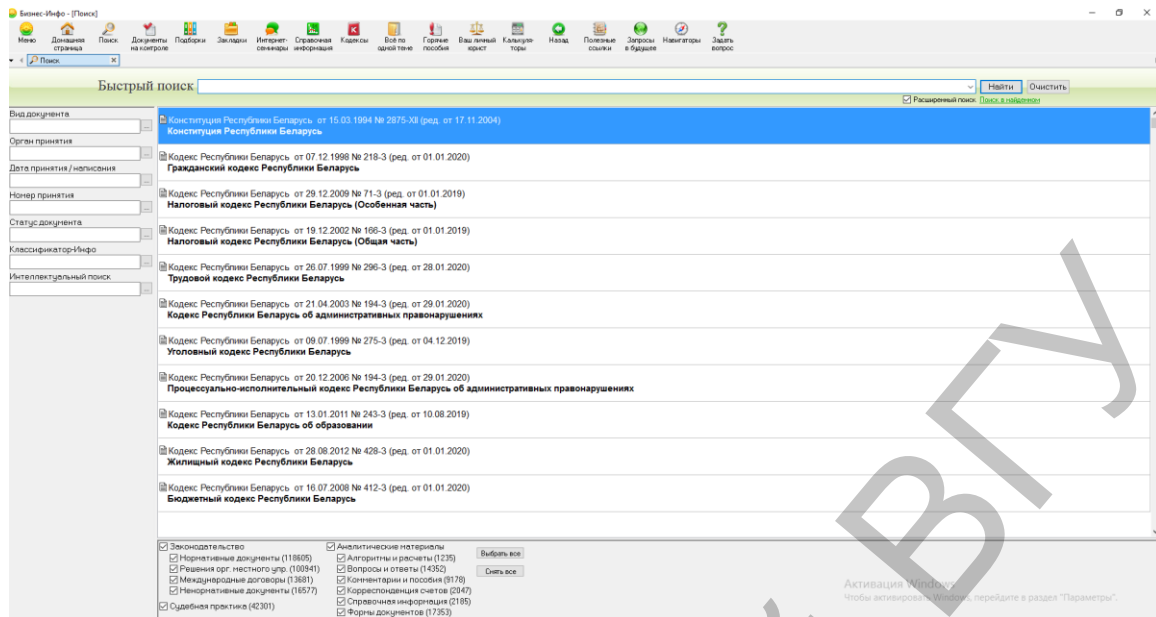 Бизнес-Инфо - [Поиск]
Меню Домашняя страница Поиск Документы на контроле Подборки Закладки Интернет-семинары Справочная информация Кодексы Всё по одной теме Горячие пособия Ваш личный юрист Калькуля-торы Назад Полезные ссылки Запросы в будущее Навигаторы Задать вопрос
Поиск
Быстрый поиск Найти Очистить
Расширенный поиск Поиск в найденном
Вид документа
Орган принятия
Дата принятия / написания
Номер принятия
Статус документа
Классификатор-Инфо
Интеллектуальный поиск
Конституция Республики Беларусь от 15.03.1994 № 2875-XII (ред. от 17.11.2004)
Конституция Республики Беларусь
Кодекс Республики Беларусь от 07.12.1998 № 218-З (ред. от 01.01.2020)
Гражданский кодекс Республики Беларусь
Кодекс Республики Беларусь от 29.12.2009 № 71-З (ред. от 01.01.2019)
Налоговый кодекс Республики Беларусь (Особенная часть)
Кодекс Республики Беларусь от 19.12.2002 № 166-З (ред. от 01.01.2019)
Налоговый кодекс Республики Беларусь (Общая часть)
Кодекс Республики Беларусь от 26.07.1999 № 296-З (ред. от 28.01.2020)
Трудовой кодекс Республики Беларусь
Кодекс Республики Беларусь от 21.04.2003 № 194-З (ред. от 29.01.2020)
Кодекс Республики Беларусь об административных правонарушениях
Кодекс Республики Беларусь от 09.07.1999 № 275-З (ред. от 04.12.2019)
Уголовный кодекс Республики Беларусь
Кодекс Республики Беларусь от 20.12.2006 № 194-З (ред. от 29.01.2020)
Процессуально-исполнительный кодекс Республики Беларусь об административных правонарушениях
Кодекс Республики Беларусь от 13.01.2011 № 243-З (ред. от 10.08.2019)
Кодекс Республики Беларусь об образовании
Кодекс Республики Беларусь от 28.08.2012 № 428-З (ред. от 01.01.2020)
Жилищный кодекс Республики Беларусь
Кодекс Республики Беларусь от 16.07.2008 № 412-З (ред. от 01.01.2020)
Бюджетный кодекс Республики Беларусь
Законодательство
Нормативные документы (118605)
Решения орг. местного упр. (100941)
Международные договоры (13681)
Ненормативные документы (16577)
Судебная практика (42301)
Аналитические материалы
Алгоритмы и расчеты (1235)
Вопросы и ответы (14352)
Комментарии и пособия (9178)
Корреспонденция счетов (2047)
Справочная информация (2185)
Формы документов (17353)
Выбрать все
Снять все
Активация Windows
Чтобы активировать Windows, перейдите в раздел "Параметры".
ВГУ